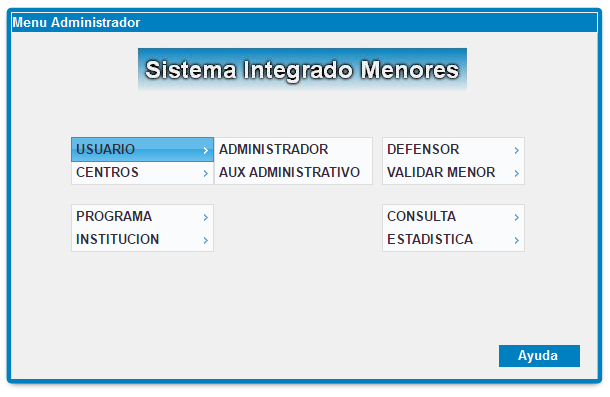 Menu Administrador
Sistema Integrado Menores
USUARIO
ADMINISTRADOR
DEFENSOR
CENTROS
AUX ADMINISTRATIVO
VALIDAR MENOR
PROGRAMA
CONSULTA
INSTITUCION
ESTADISTICA
Ayuda